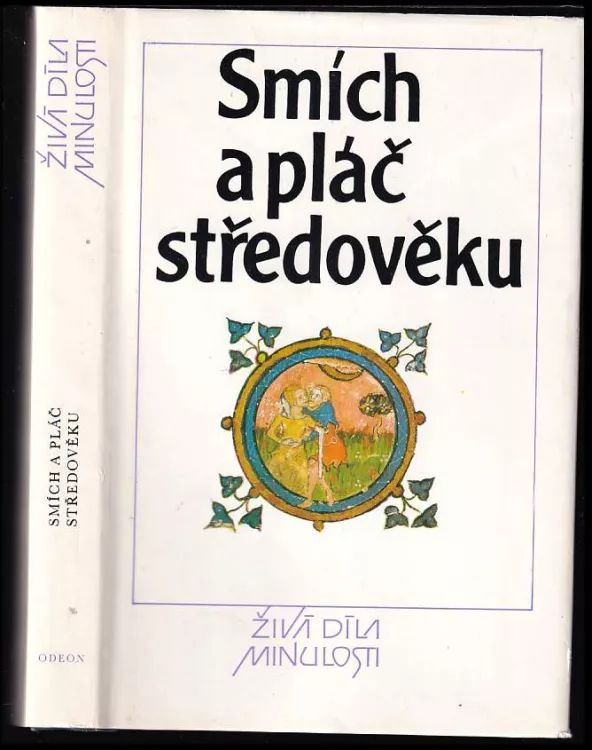 ŽIVÁ DÍLA
MINULOSTI
SMÍCH A PLÁČ
STŘEDOVĚKU
ODEON
Smích
a pláč
středověku
ŽIVÁ DÍLA
MINULOSTI